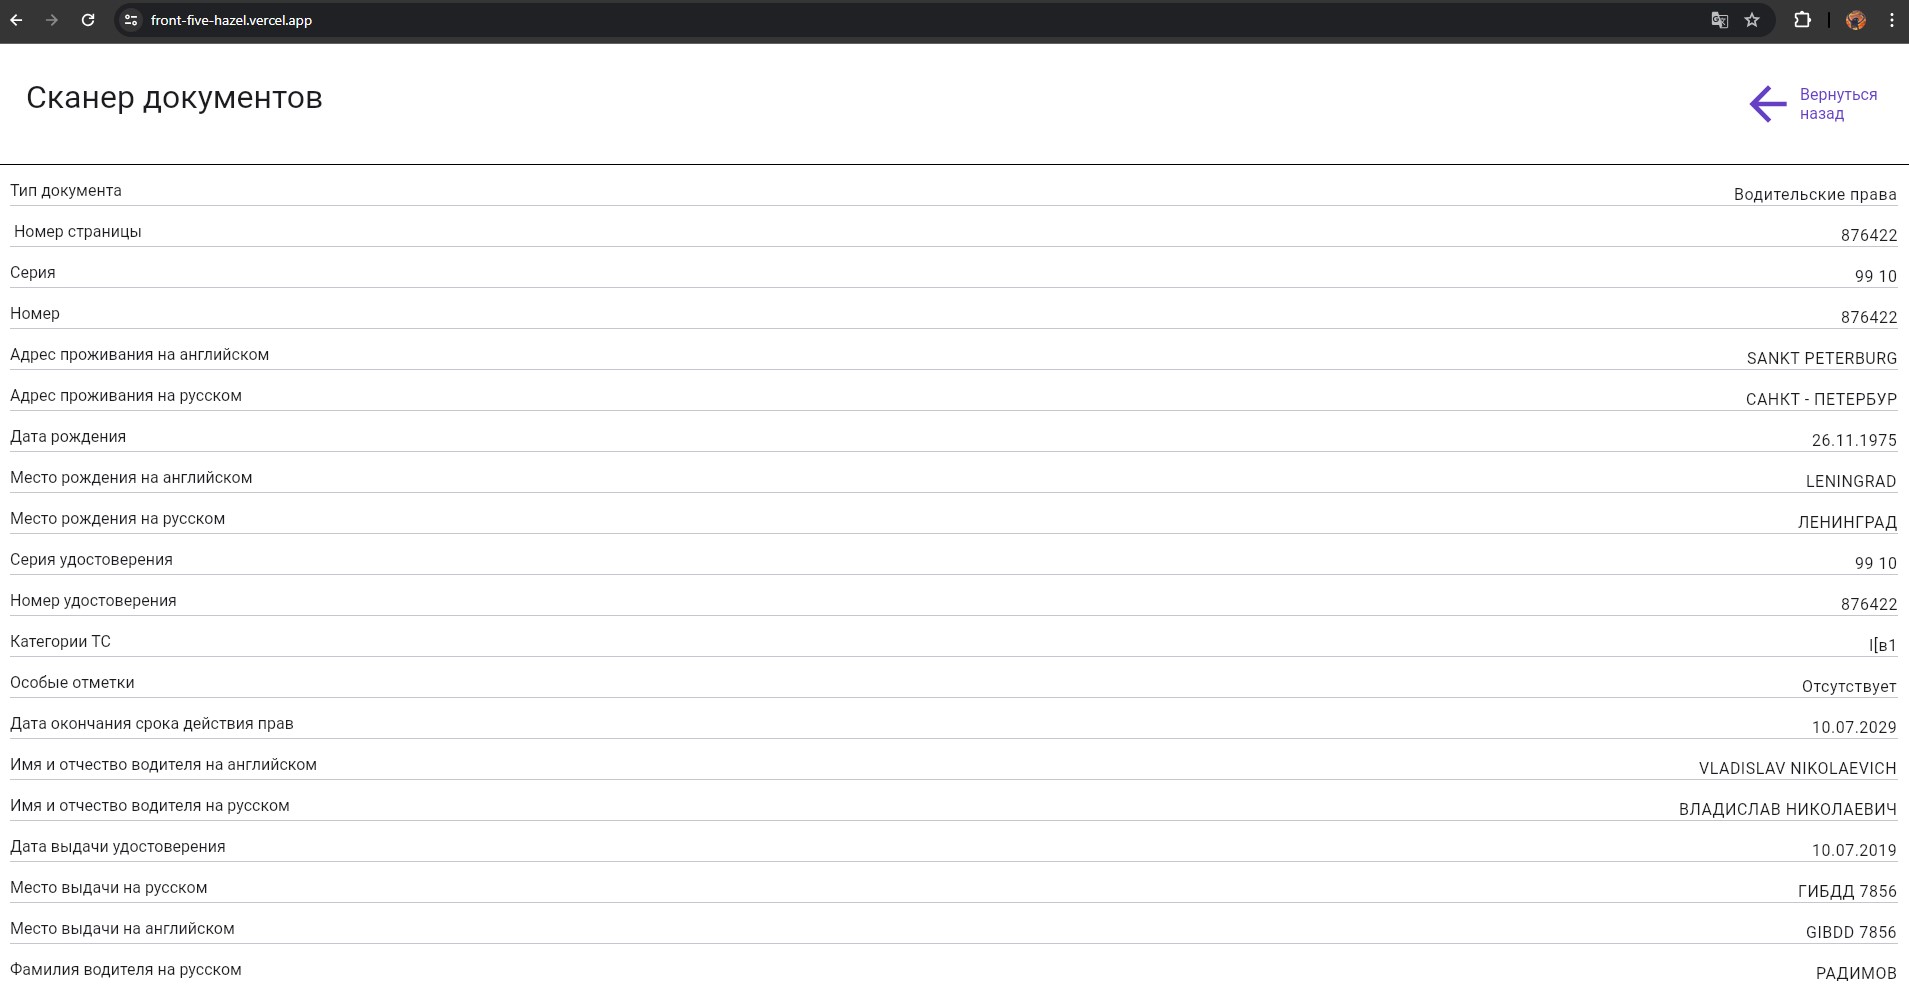 front-five-hazel.vercel.app
Сканер документов
Вернуться
назад
Тип документа Водительские права
Номер страницы 876422
Серия 99 10
Номер 876422
Адрес проживания на английском SANKT PETERBURG
Адрес проживания на русском САНКТ - ПЕТЕРБУР
Дата рождения 26.11.1975
Место рождения на английском LENINGRAD
Место рождения на русском ЛЕНИНГРАД
Серия удостоверения 99 10
Номер удостоверения 876422
Категории ТС I[в1
Особые отметки Отсутствует
Дата окончания срока действия прав 10.07.2029
Имя и отчество водителя на английском VLADISLAV NIKOLAEVICH
Имя и отчество водителя на русском ВЛАДИСЛАВ НИКОЛАЕВИЧ
Дата выдачи удостоверения 10.07.2019
Место выдачи на русском ГИБДД 7856
Место выдачи на английском GIBDD 7856
Фамилия водителя на русском РАДИМОВ